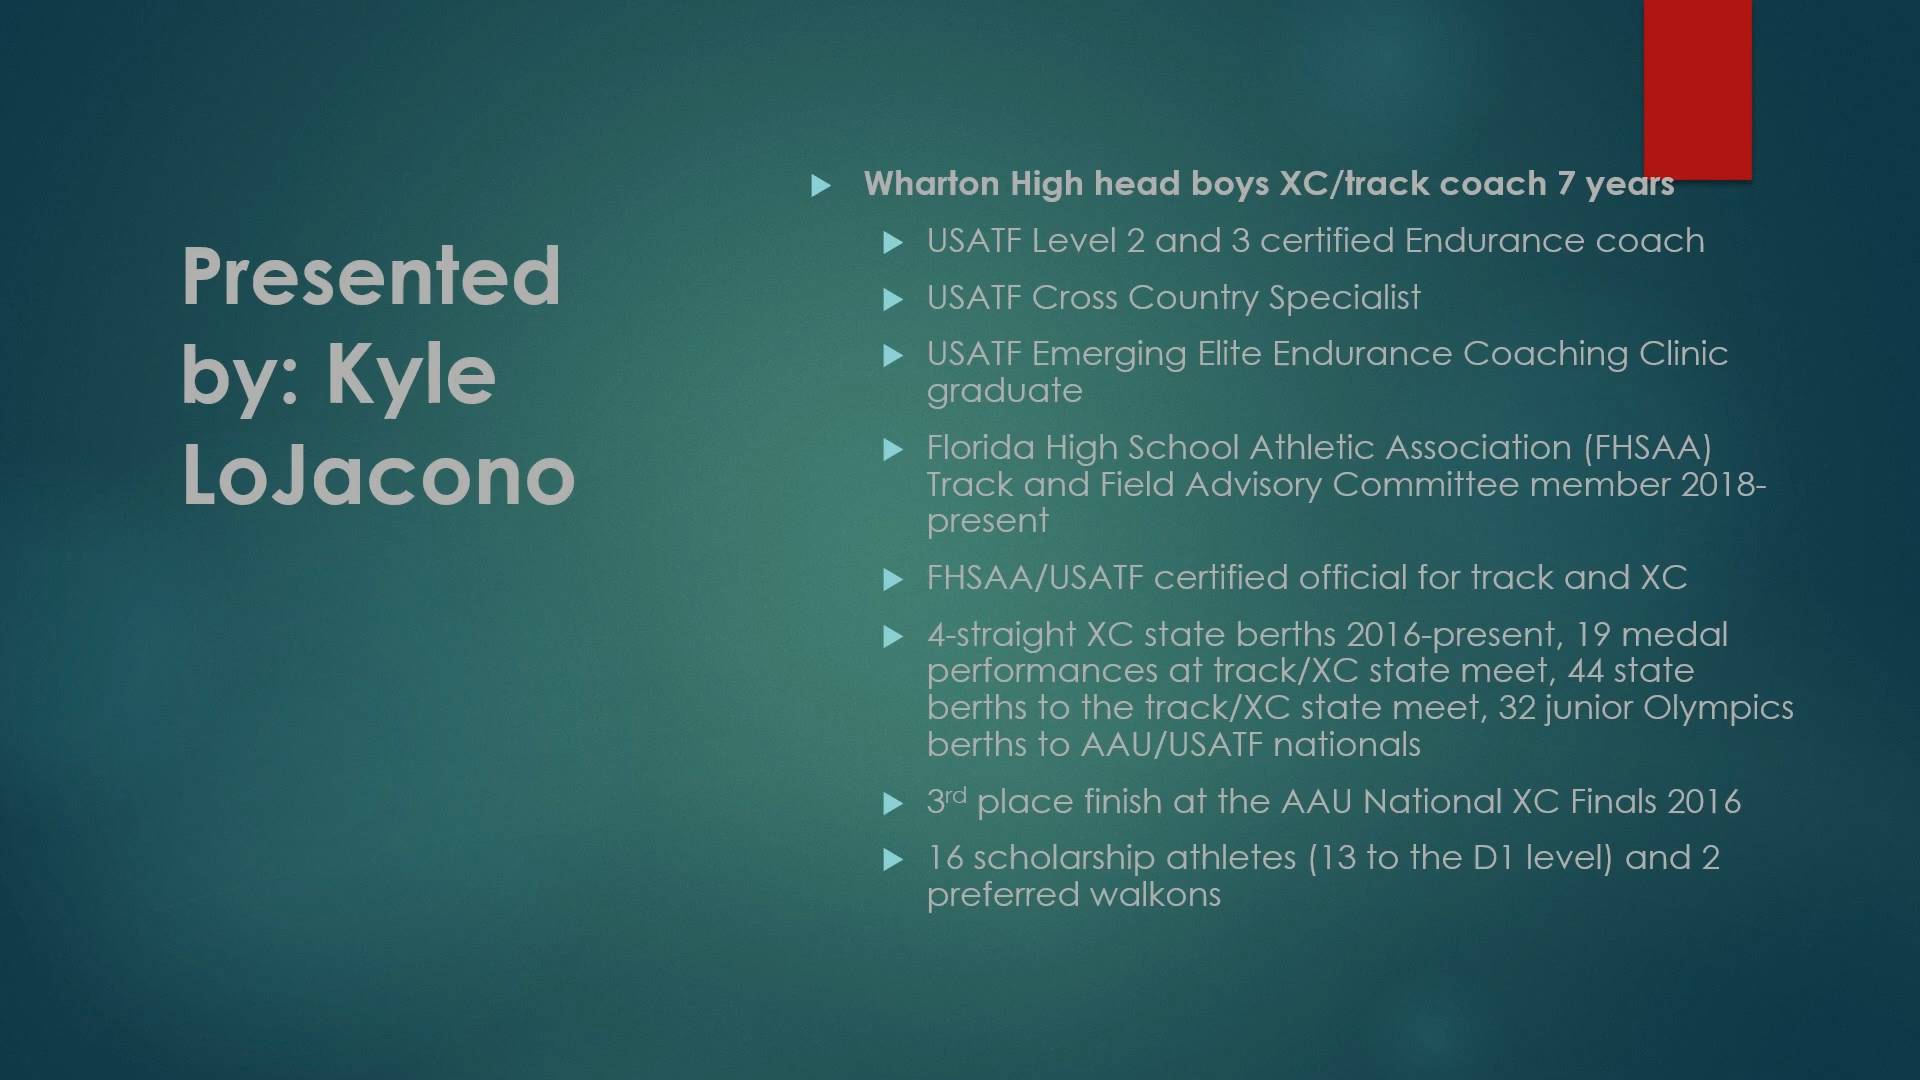 Presented
by: Kyle
LoJacono
Wharton High head boys XC/track coach 7 years
USATF Level 2 and 3 certified Endurance coach
USATF Cross Country Specialist
USATF Emerging Elite Endurance Coaching Clinic
graduate
Florida High School Athletic Association (FHSAA)
Track and Field Advisory Committee member 2018-
present
FHSAA/USATF certified official for track and XC
4-straight XC state berths 2016-present, 19 medal
performances at track/XC state meet, 44 state
berths to the track/XC state meet, 32 junior Olympics
berths to AAU/USATF nationals
3rd place finish at the AAU National XC Finals 2016
16 scholarship athletes (13 to the D1 level) and 2
preferred walkons